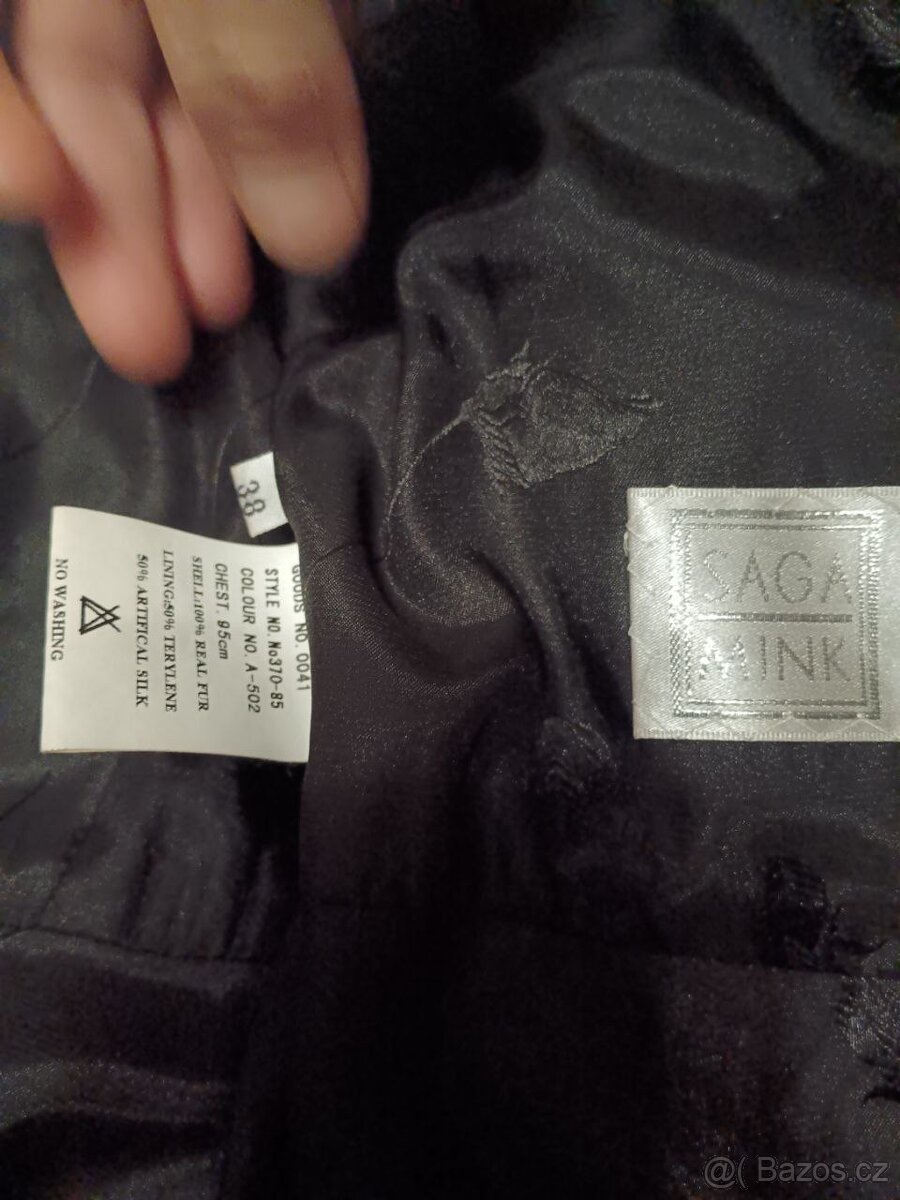 38
GOODS NO. 0041
STYLE NO. No370-85
COLOUR NO. A-502
CHEST. 95cm
SHELL:100% REAL FUR
LINING:50% TERYLENE
50% ARTIFICAL SILK
NO WASHING
SAGA
MINK
@( Bazos.cz